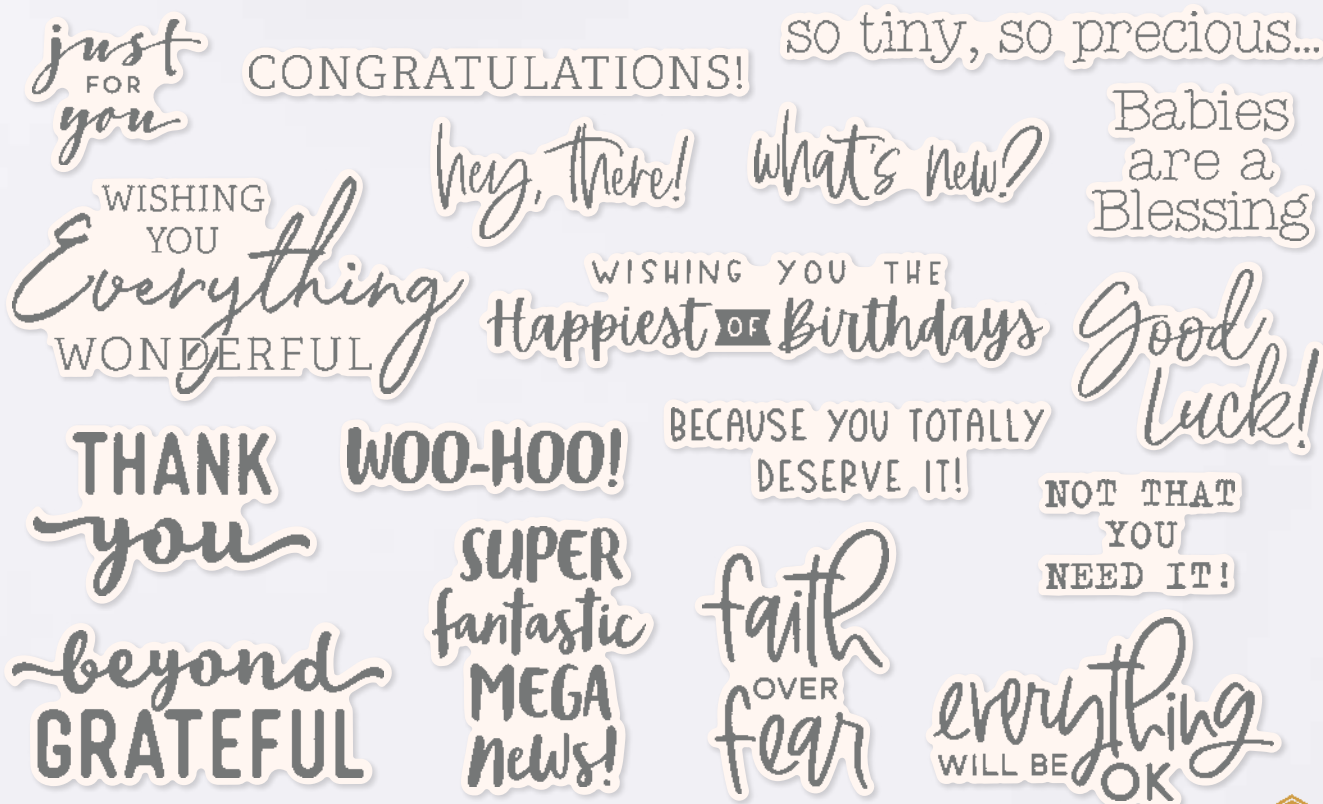 just
FOR
you
CONGRATULATIONS!
so tiny, so precious...
hey, there!
what's new?
Babies
are a
Blessing
WISHING
YOU
Everything
WONDERFUL
WISHING YOU THE
Happiest OF Birthdays
Good
Luck!
THANK
you
WOO-HOO!
BECAUSE YOU TOTALLY
DESERVE IT!
NOT THAT
YOU
NEED IT!
SUPER
fantastic
MEGA
news!
faith
OVER
fear
beyond
GRATEFUL
everything
WILL BE OK